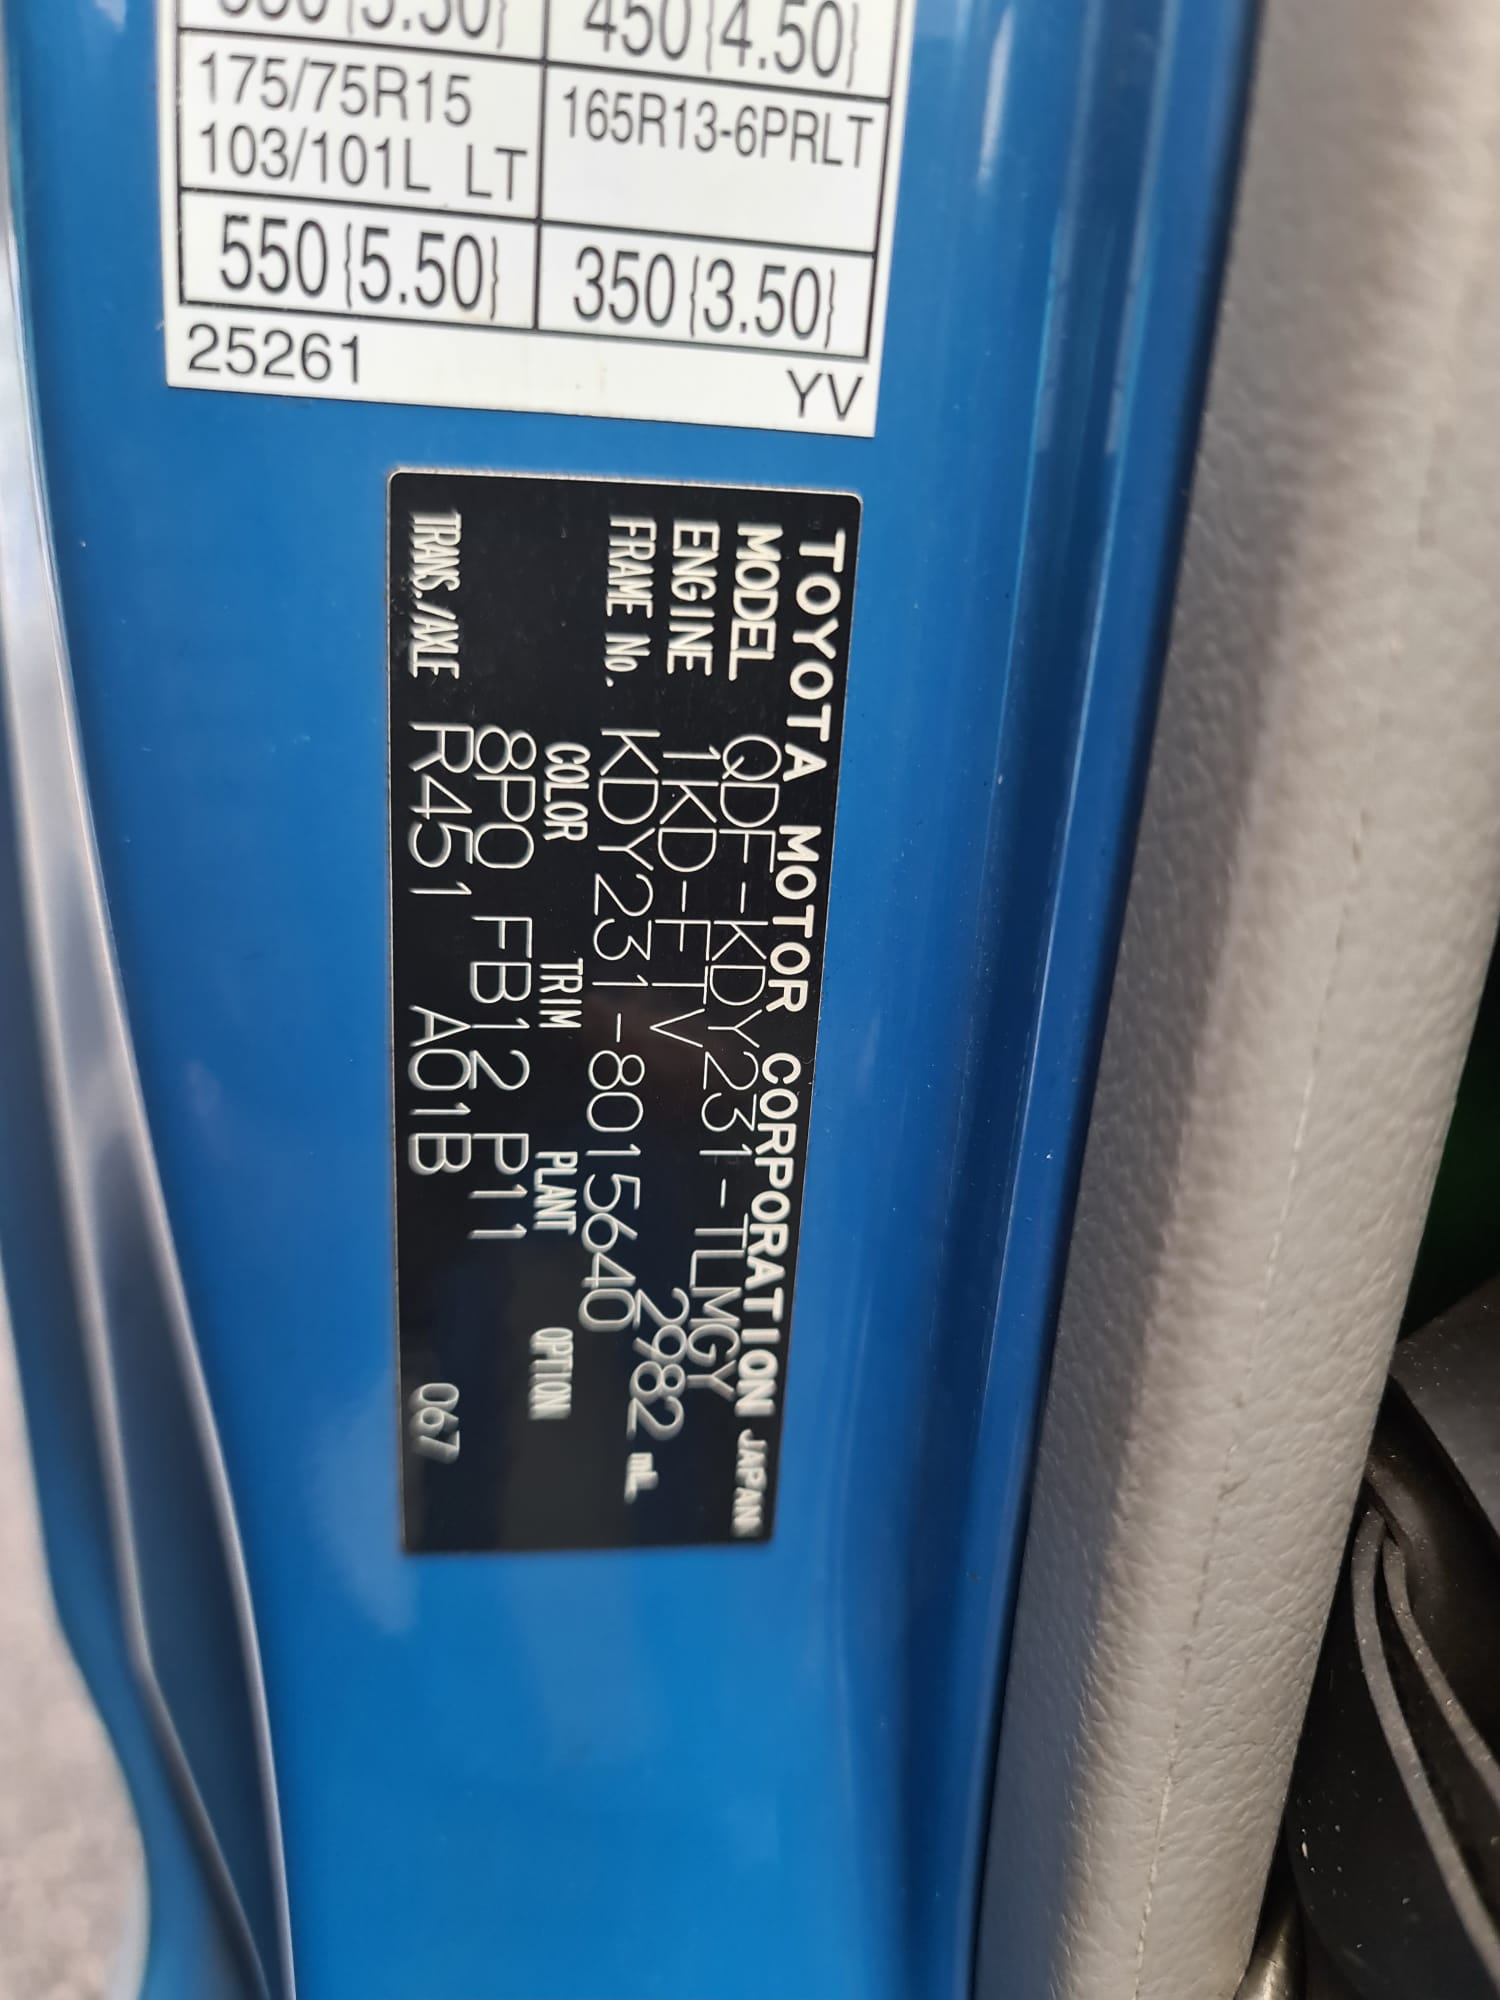 450{4.50}
175/75R15 165R13-6PRLT
103/101L LT
550{5.50} 350{3.50}
25261 YV
TOYOTA MOTOR CORPORATION JAPAN
MODEL QDF-KDY231-TLMGY
ENGINE 1KD-FTV 2982 mL
FRAME No. KDY231-8015640
COLOR TRIM PLANT OPTION
8P0 FB12 P11
TRANS./AXLE R451 A01B 067